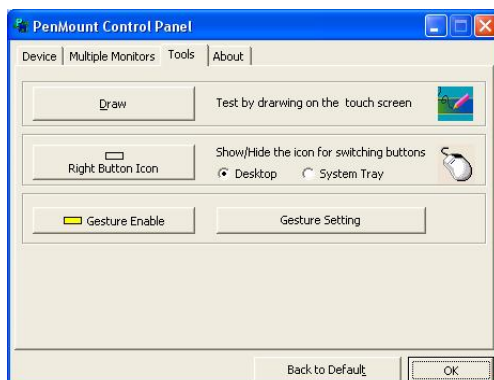 PenMount Control Panel
Device Multiple Monitors Tools About
Draw Test by drarwing on the touch screen
Show/Hide the icon for switching buttons
Right Button Icon Desktop System Tray
Gesture Enable Gesture Setting
Back to Default OK